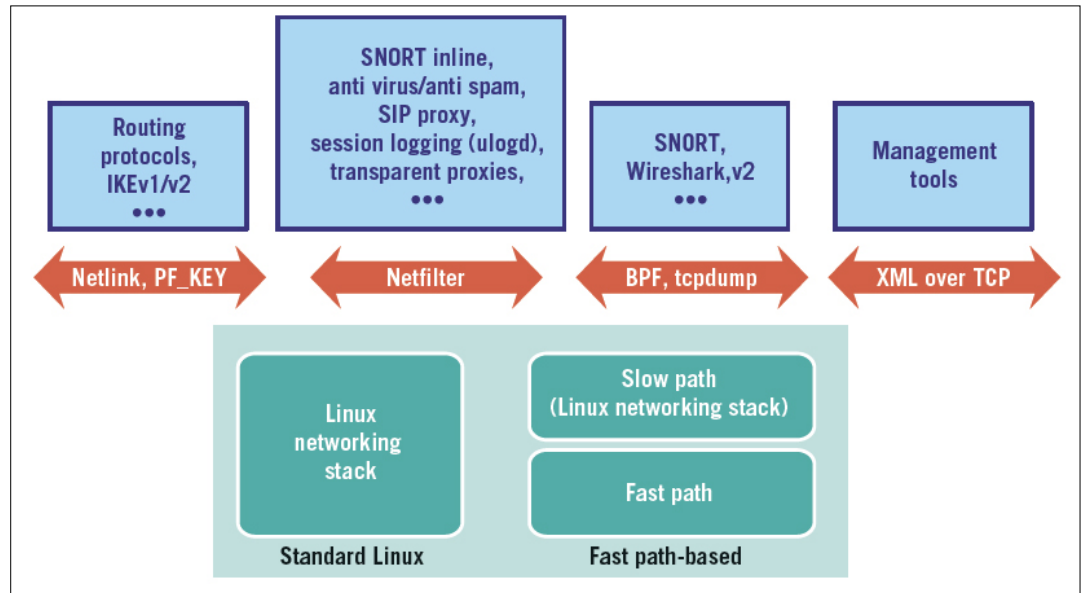 Routing
protocols,
IKEv1/v2
•••
SNORT inline,
anti virus/anti spam,
SIP proxy,
session logging (ulogd),
transparent proxies,
•••
SNORT,
Wireshark,v2
•••
Management
tools
Netlink, PF_KEY
Netfilter
BPF, tcpdump
XML over TCP
Linux
networking
stack
Slow path
(Linux networking stack)
Fast path
Standard Linux
Fast path-based